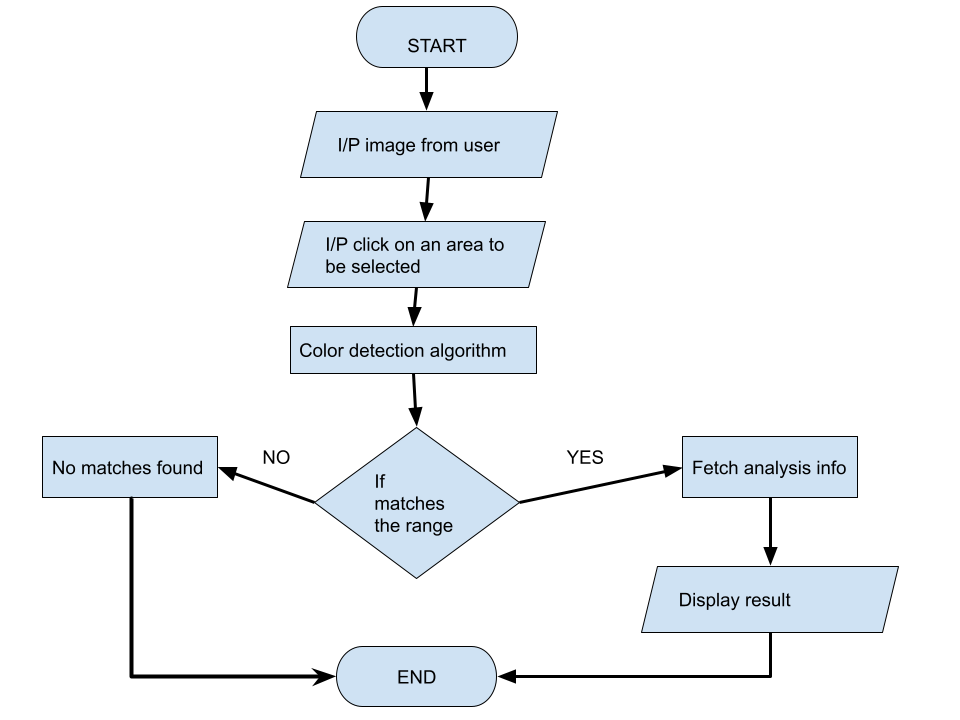 START
I/P image from user
I/P click on an area to
be selected
Color detection algorithm
NO
YES
No matches found
If
matches
the range
Fetch analysis info
Display result
END